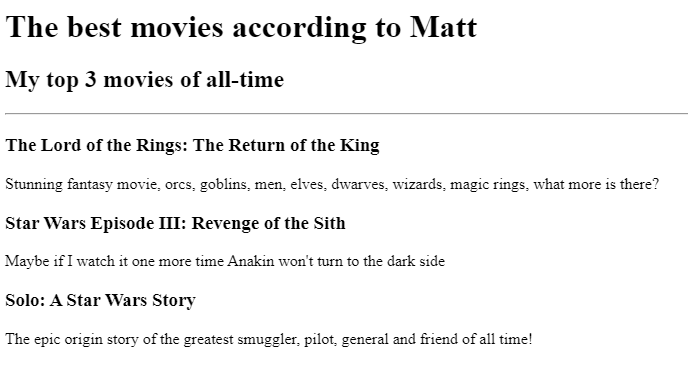 The best movies according to Matt
My top 3 movies of all-time
The Lord of the Rings: The Return of the King
Stunning fantasy movie, orcs, goblins, men, elves, dwarves, wizards, magic rings, what more is there?
Star Wars Episode III: Revenge of the Sith
Maybe if I watch it one more time Anakin won't turn to the dark side
Solo: A Star Wars Story
The epic origin story of the greatest smuggler, pilot, general and friend of all time!